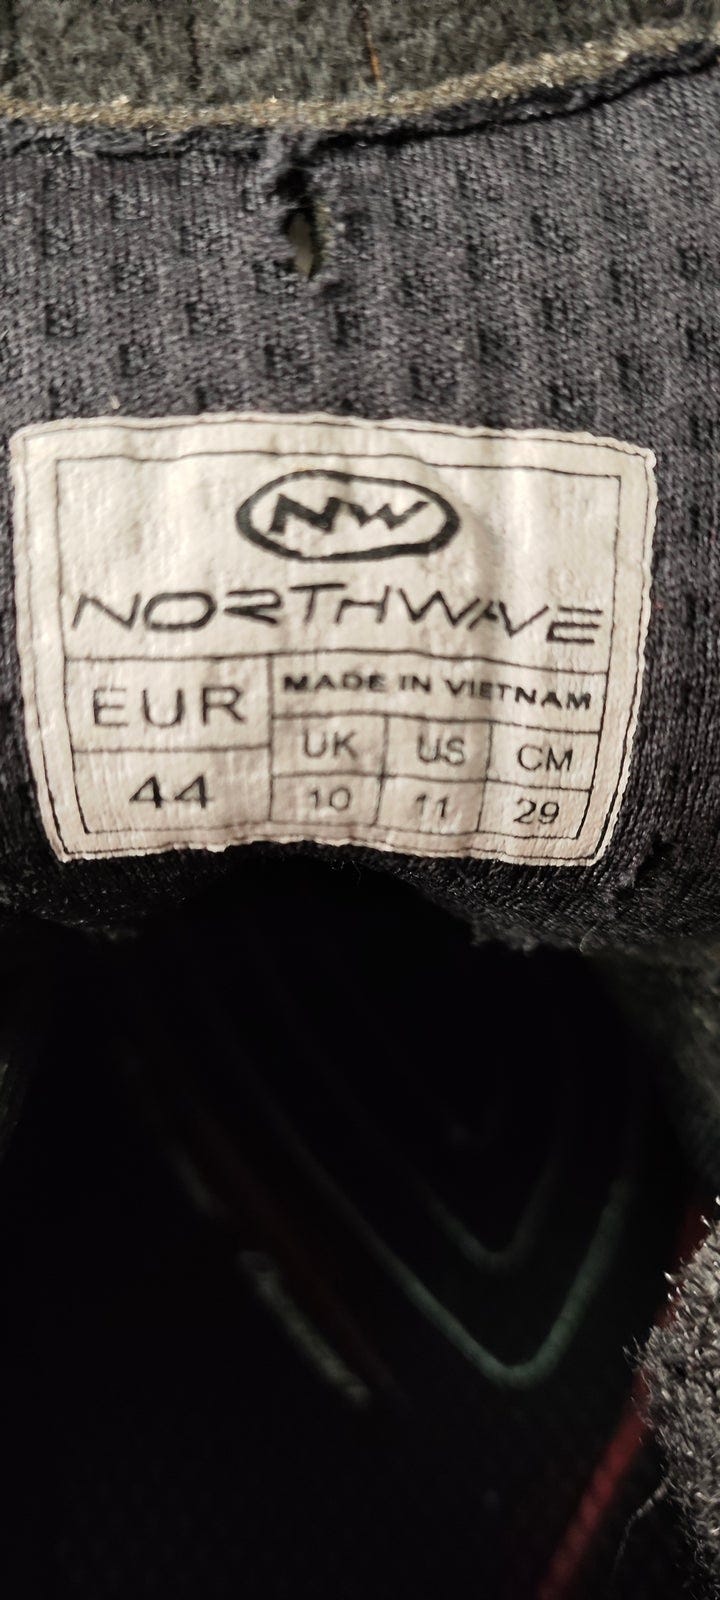 NW
NORTHWAVE
EUR
44
MADE IN VIETNAM
UK US CM
10 11 29